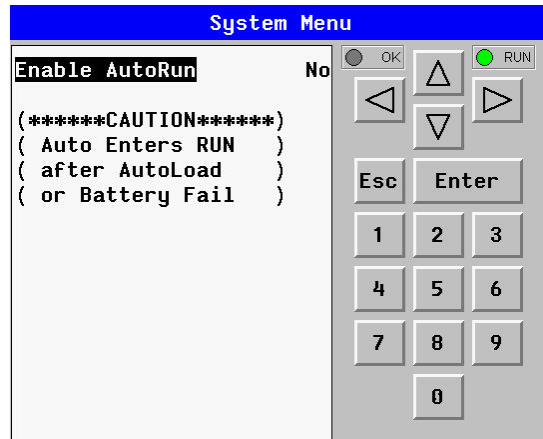 System Menu
Enable AutoRun No
(******CAUTION******)
( Auto Enters RUN )
( after AutoLoad )
( or Battery Fail )
OK
RUN
Esc
Enter
1 2 3
4 5 6
7 8 9
0